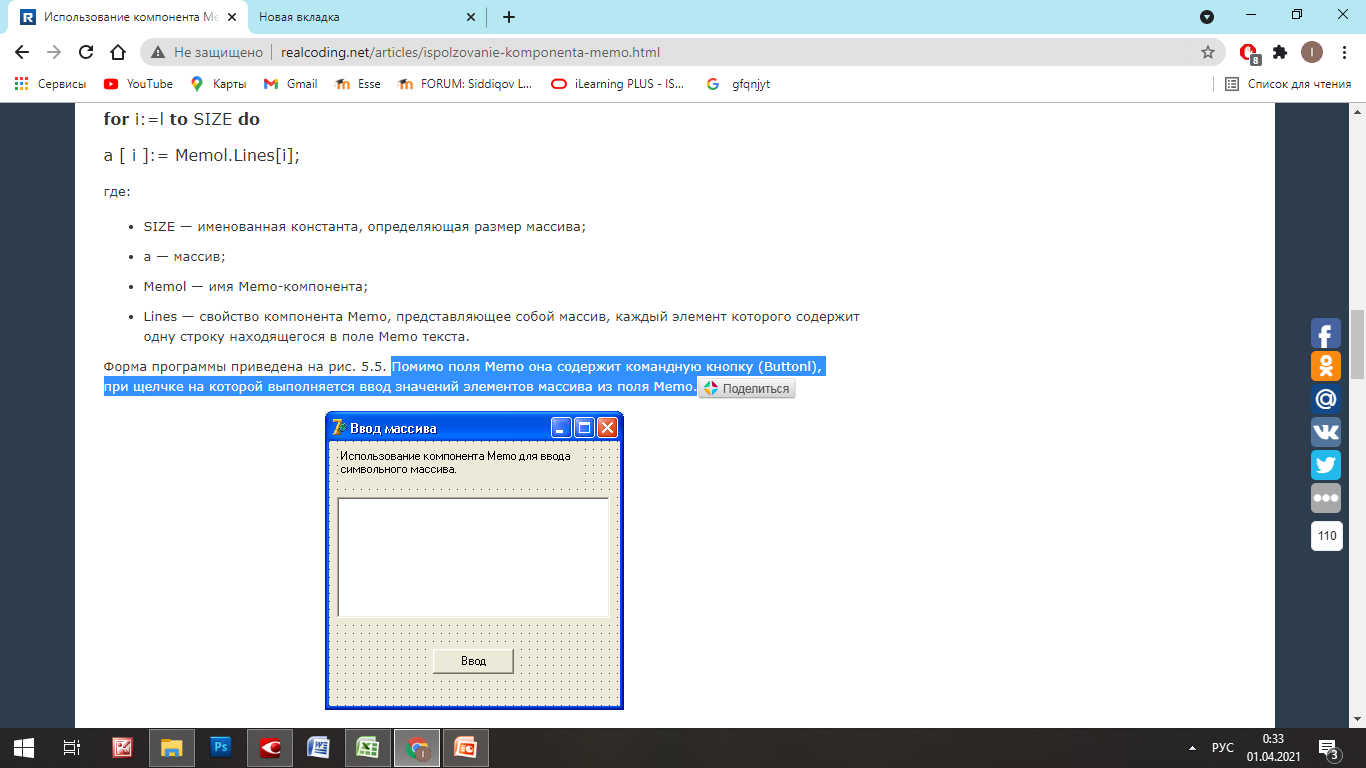 Использование компонента Me
Новая вкладка
Не защищено
realcoding.net/articles/ispolzovanie-komponenta-memo.html
8
I
Сервисы
YouTube
Карты
Gmail
Esse
FORUM: Siddiqov L...
iLearning PLUS - IS...
gfqnjyt
Список для чтения
for i:=l to SIZE do
a [ i ]:= Memol.Lines[i];
где:
• SIZE — именованная константа, определяющая размер массива;
• а — массив;
• Memol — имя Memo-компонента;
• Lines — свойство компонента Memo, представляющее собой массив, каждый элемент которого содержит
одну строку находящегося в поле Memo текста.
Форма программы приведена на рис. 5.5. Помимо поля Memo она содержит командную кнопку (Buttonl),
при щелчке на которой выполняется ввод значений элементов массива из поля Memo.
Поделиться
Ввод массива
Использование компонента Memo для ввода
символьного массива.
Ввод
110
РУС
0:33
01.04.2021
3